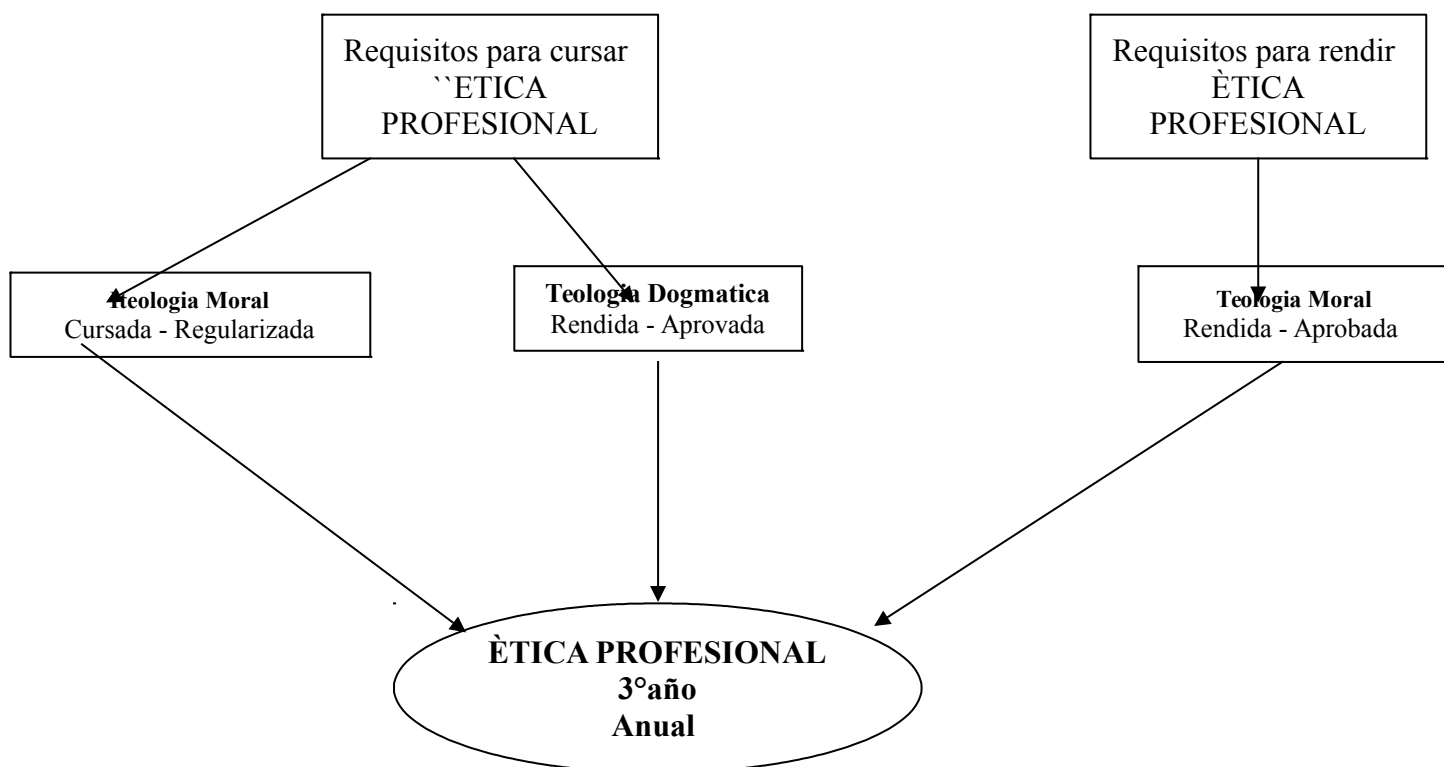 Requisitos para cursar
``ETICA
PROFESIONAL
Requisitos para rendir
ÈTICA
PROFESIONAL
Teologia Moral
Cursada - Regularizada
Teologia Dogmatica
Rendida - Aprovada
Teologia Moral
Rendida - Aprobada
ÈTICA PROFESIONAL
3°año
Anual